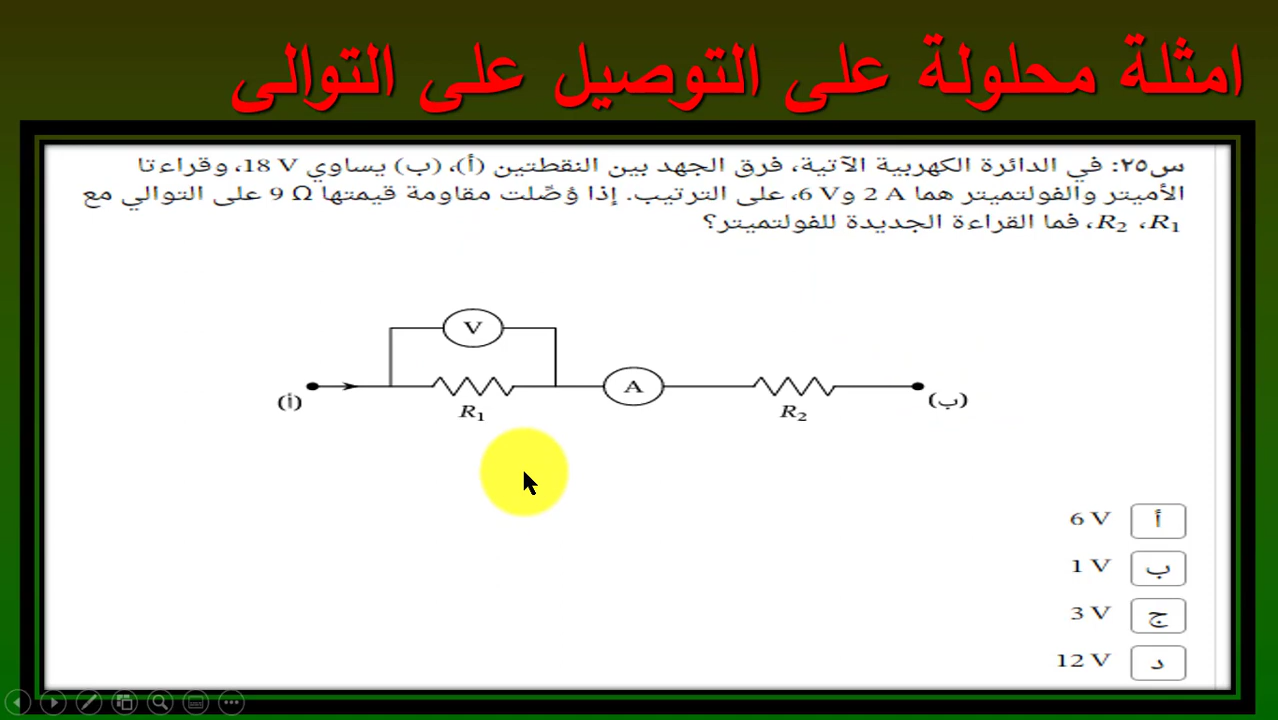 امثلة محلولة على التوصيل على التوالى
س٢٥: في الدائرة الكهربية الآتية، فرق الجهد بين النقطتين (أ)، (ب) يساوي 18 V، وقراءتا
الأميتر والفولتميتر هما 2 A و6 V، على الترتيب. إذا وُصِّلت مقاومة قيمتها 9 Ω على التوالي مع
R₁، R₂، فما القراءة الجديدة للفولتميتر؟
V
(أ)
R₁
A
R₂
(ب)
أ 6 V
ب 1 V
ج 3 V
د 12 V